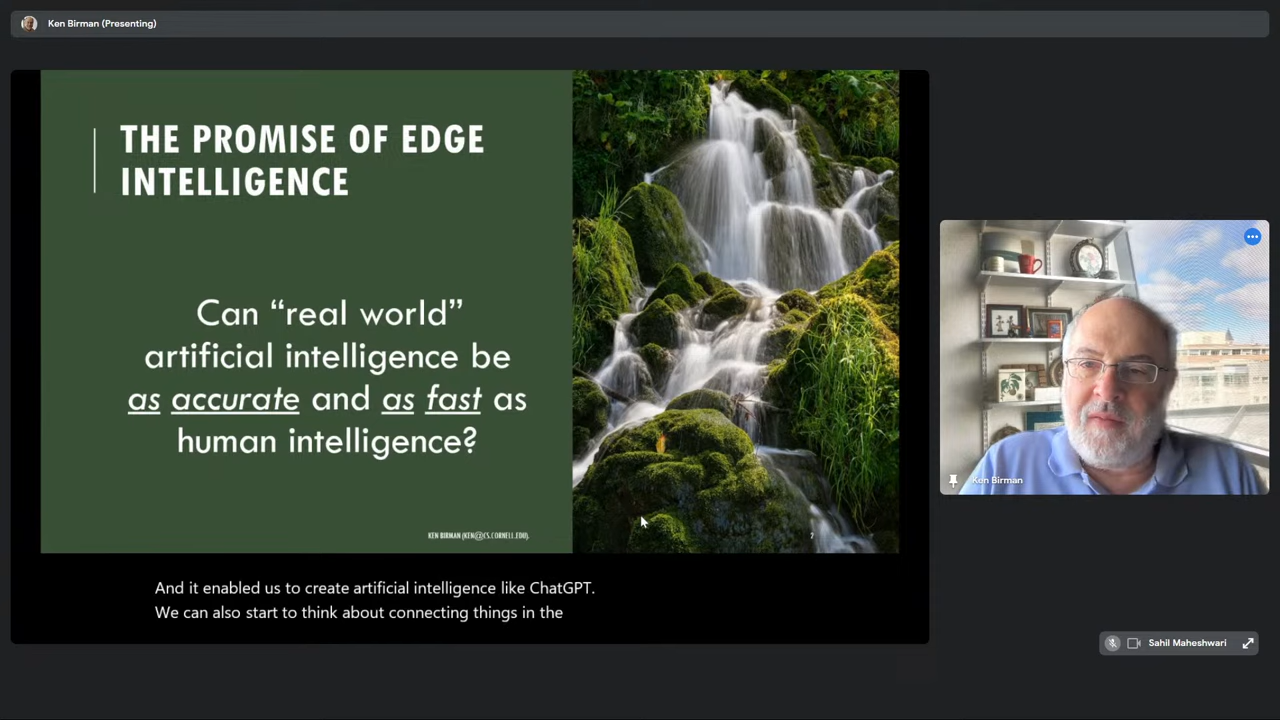 Ken Birman (Presenting)
THE PROMISE OF EDGE
INTELLIGENCE
Can “real world”
artificial intelligence be
as accurate and as fast as
human intelligence?
KEN BIRMAN (KEN@CS.CORNELL.EDU).
2
And it enabled us to create artificial intelligence like ChatGPT.
We can also start to think about connecting things in the
Ken Birman
Sahil Maheshwari